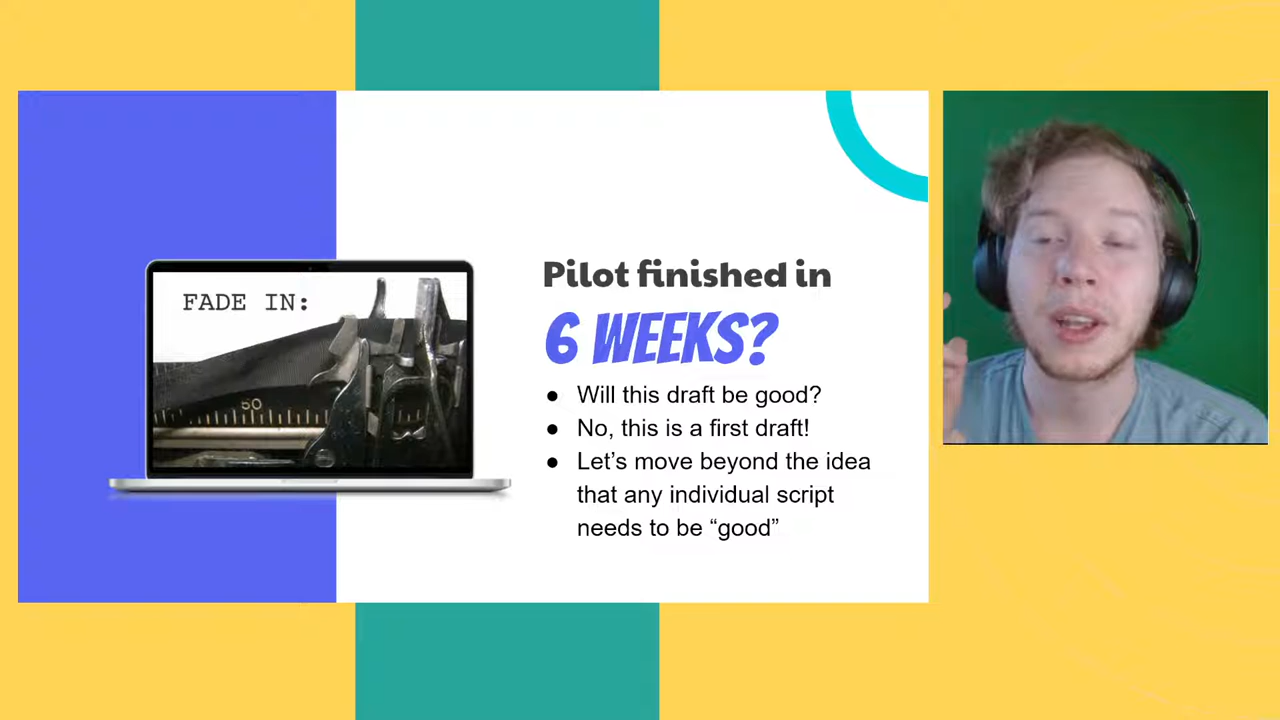 FADE IN:
50
Pilot finished in
6 WEEKS?
● Will this draft be good?
● No, this is a first draft!
● Let’s move beyond the idea
that any individual script
needs to be “good”